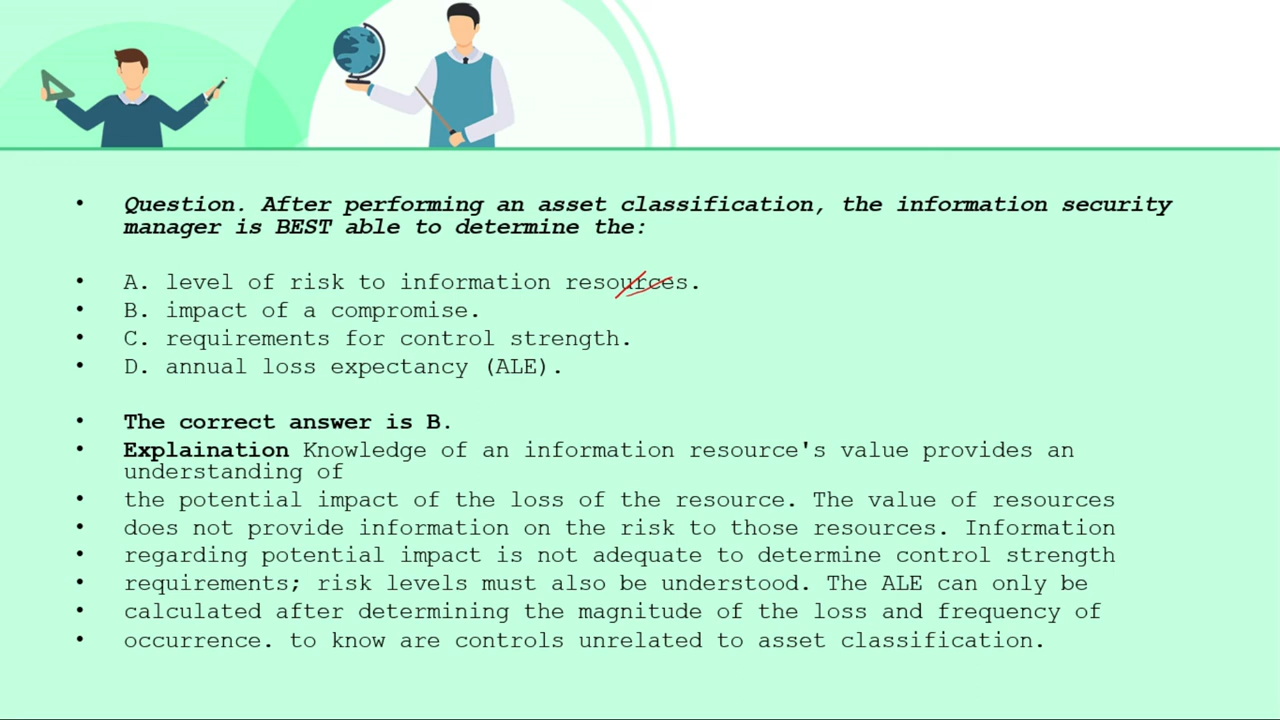 • Question. After performing an asset classification, the information security
manager is BEST able to determine the:
• A. level of risk to information resources.
• B. impact of a compromise.
• C. requirements for control strength.
• D. annual loss expectancy (ALE).
• The correct answer is B.
• Explaination Knowledge of an information resource's value provides an
understanding of
• the potential impact of the loss of the resource. The value of resources
• does not provide information on the risk to those resources. Information
• regarding potential impact is not adequate to determine control strength
• requirements; risk levels must also be understood. The ALE can only be
• calculated after determining the magnitude of the loss and frequency of
• occurrence. to know are controls unrelated to asset classification.